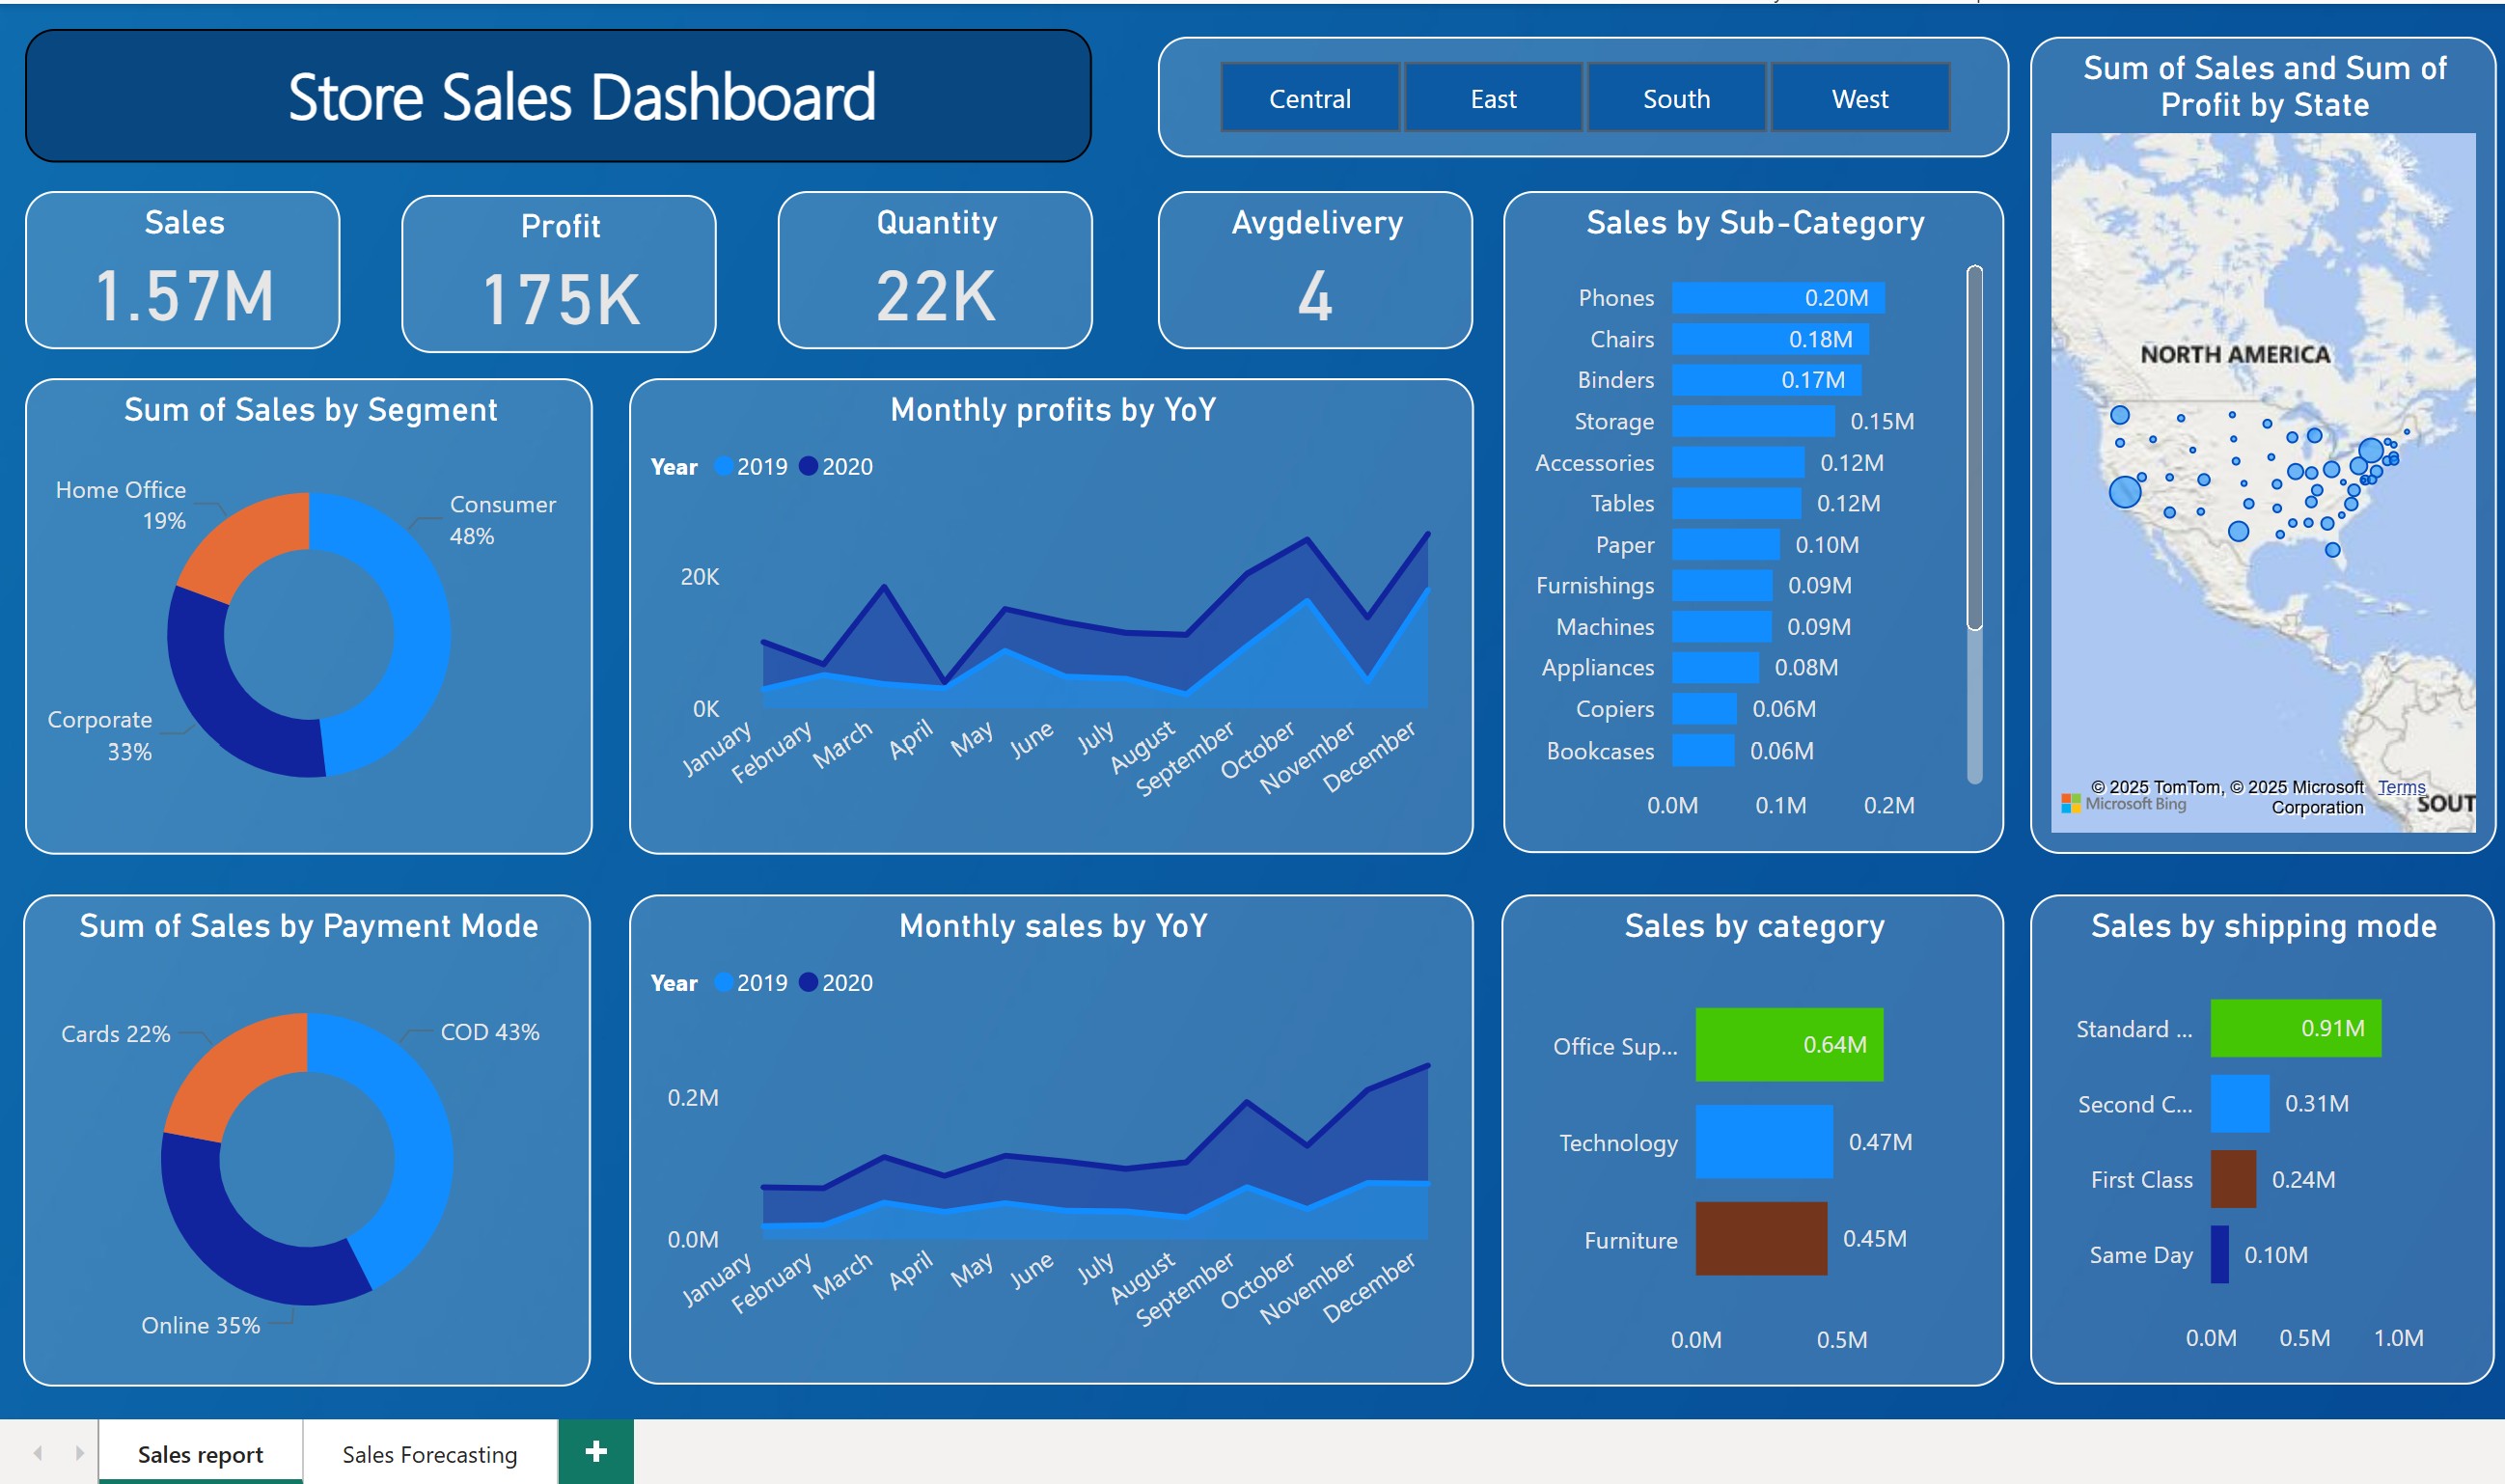 Store Sales Dashboard
Central
East
South
West
Sum of Sales and Sum of
Profit by State
Sales
1.57M
Profit
175K
Quantity
22K
Avgdelivery
4
Sales by Sub-Category
Phones 0.20M
Chairs 0.18M
Binders 0.17M
Storage 0.15M
Accessories 0.12M
Tables 0.12M
Paper 0.10M
Furnishings 0.09M
Machines 0.09M
Appliances 0.08M
Copiers 0.06M
Bookcases 0.06M
0.0M 0.1M 0.2M
NORTH AMERICA
© 2025 TomTom, © 2025 Microsoft Terms
Corporation
Microsoft Bing
SOUT
Sum of Sales by Segment
Home Office
19%
Consumer
48%
Corporate
33%
Monthly profits by YoY
Year 2019 2020
20K
0K
January
February
March
April
May
June
July
August
September
October
November
December
Sum of Sales by Payment Mode
Cards 22%
COD 43%
Online 35%
Monthly sales by YoY
Year 2019 2020
0.2M
0.0M
January
February
March
April
May
June
July
August
September
October
November
December
Sales by category
Office Sup... 0.64M
Technology 0.47M
Furniture 0.45M
0.0M 0.5M
Sales by shipping mode
Standard ... 0.91M
Second C... 0.31M
First Class 0.24M
Same Day 0.10M
0.0M 0.5M 1.0M
Sales report
Sales Forecasting
+